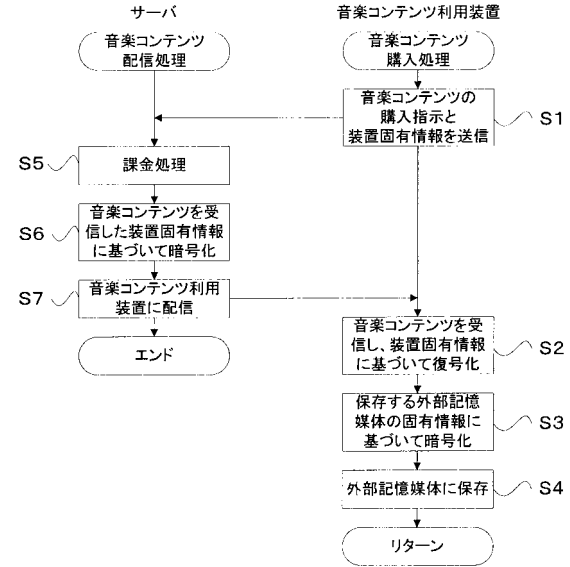 サーバ
音楽コンテンツ利用装置
音楽コンテンツ
配信処理
音楽コンテンツ
購入処理
音楽コンテンツの
購入指示と
装置固有情報を送信
S1
S5
課金処理
S6
音楽コンテンツを受
信した装置固有情報
に基づいて暗号化
S7
音楽コンテンツ利用
装置に配信
エンド
音楽コンテンツを受
信し、装置固有情報
に基づいて復号化
S2
保存する外部記憶
媒体の固有情報に
基づいて暗号化
S3
外部記憶媒体に保存
S4
リターン